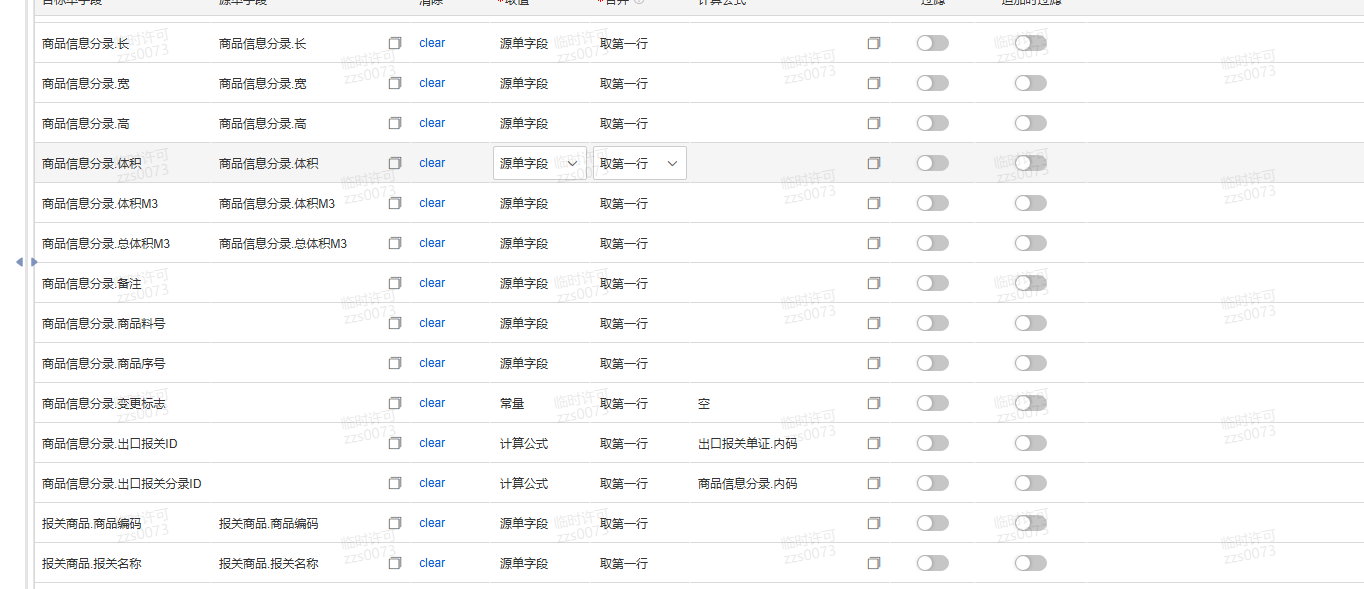 目标单字段 源单字段 清除 *取值 *合并 计算公式 过滤 追加时过滤
商品信息分录.长 商品信息分录.长 clear 源单字段 取第一行
商品信息分录.宽 商品信息分录.宽 clear 源单字段 取第一行
商品信息分录.高 商品信息分录.高 clear 源单字段 取第一行
商品信息分录.体积 商品信息分录.体积 clear 源单字段 取第一行
商品信息分录.体积M3 商品信息分录.体积M3 clear 源单字段 取第一行
商品信息分录.总体积M3 商品信息分录.总体积M3 clear 源单字段 取第一行
商品信息分录.备注 clear 源单字段 取第一行
商品信息分录.商品料号 clear 源单字段 取第一行
商品信息分录.商品序号 clear 源单字段 取第一行
商品信息分录.变更标志 clear 常量 取第一行 空
商品信息分录.出口报关ID clear 计算公式 取第一行 出口报关单证.内码
商品信息分录.出口报关分录ID clear 计算公式 取第一行 商品信息分录.内码
报关商品.商品编码 报关商品.商品编码 clear 源单字段 取第一行
报关商品.报关名称 报关商品.报关名称 clear 源单字段 取第一行
临时许可
zzs0073